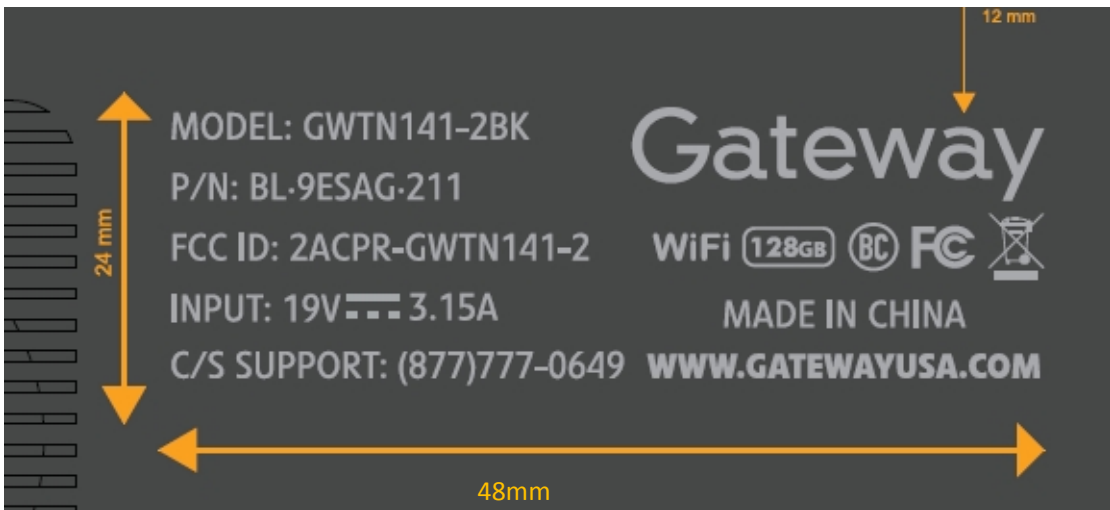 12 mm
MODEL: GWTN141-2BK
P/N: BL·9ESAG·211
FCC ID: 2ACPR-GWTN141-2
INPUT: 19V 3.15A
C/S SUPPORT: (877)777-0649
Gateway
WiFi 128GB BC FC
MADE IN CHINA
WWW.GATEWAYUSA.COM
24 mm
48mm